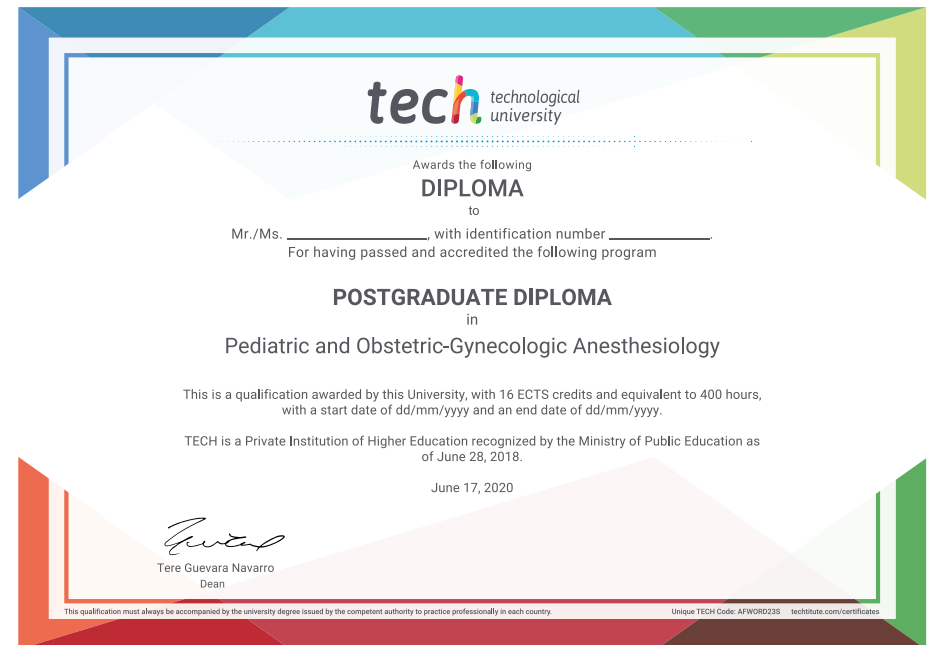 tech technological
university
Awards the following
DIPLOMA
to
Mr./Ms. ____________________, with identification number ______________.
For having passed and accredited the following program
POSTGRADUATE DIPLOMA
in
Pediatric and Obstetric-Gynecologic Anesthesiology
This is a qualification awarded by this University, with 16 ECTS credits and equivalent to 400 hours,
with a start date of dd/mm/yyyy and an end date of dd/mm/yyyy.
TECH is a Private Institution of Higher Education recognized by the Ministry of Public Education as
of June 28, 2018.
June 17, 2020
Tere Guevara Navarro
Dean
This qualification must always be accompanied by the university degree issued by the competent authority to practice professionally in each country. Unique TECH Code: AFWORD23S techtitute.com/certificates